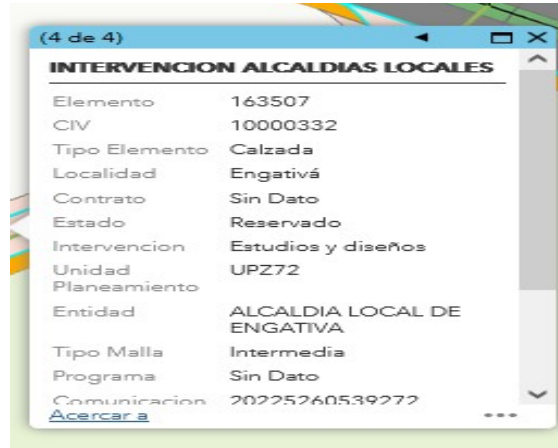 (4 de 4)
INTERVENCION ALCALDIAS LOCALES
Elemento 163507
CIV 10000332
Tipo Elemento Calzada
Localidad Engativá
Contrato Sin Dato
Estado Reservado
Intervencion Estudios y diseños
Unidad UPZ72
Planeamiento
Entidad ALCALDIA LOCAL DE
ENGATIVA
Tipo Malla Intermedia
Programa Sin Dato
Comunicacion 20225260539272
Acercar a